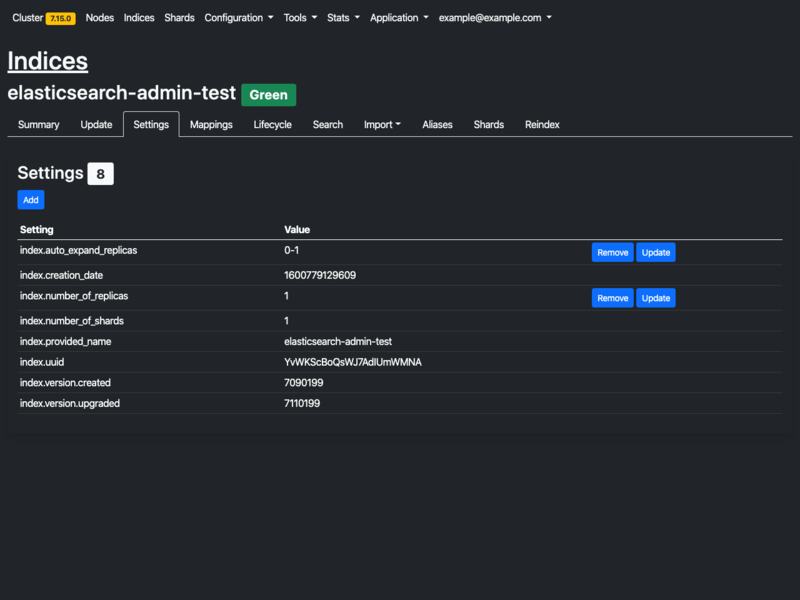 Cluster 7.15.0 Nodes Indices Shards Configuration Tools Stats Application example@example.com
Indices
elasticsearch-admin-test Green
Summary Update Settings Mappings Lifecycle Search Import Aliases Shards Reindex
Settings 8
Add
Setting Value
index.auto_expand_replicas 0-1 Remove Update
index.creation_date 1600779129609
index.number_of_replicas 1 Remove Update
index.number_of_shards 1
index.provided_name elasticsearch-admin-test
index.uuid YvWKScBoQsWJ7AdlUmWMNA
index.version.created 7090199
index.version.upgraded 7110199